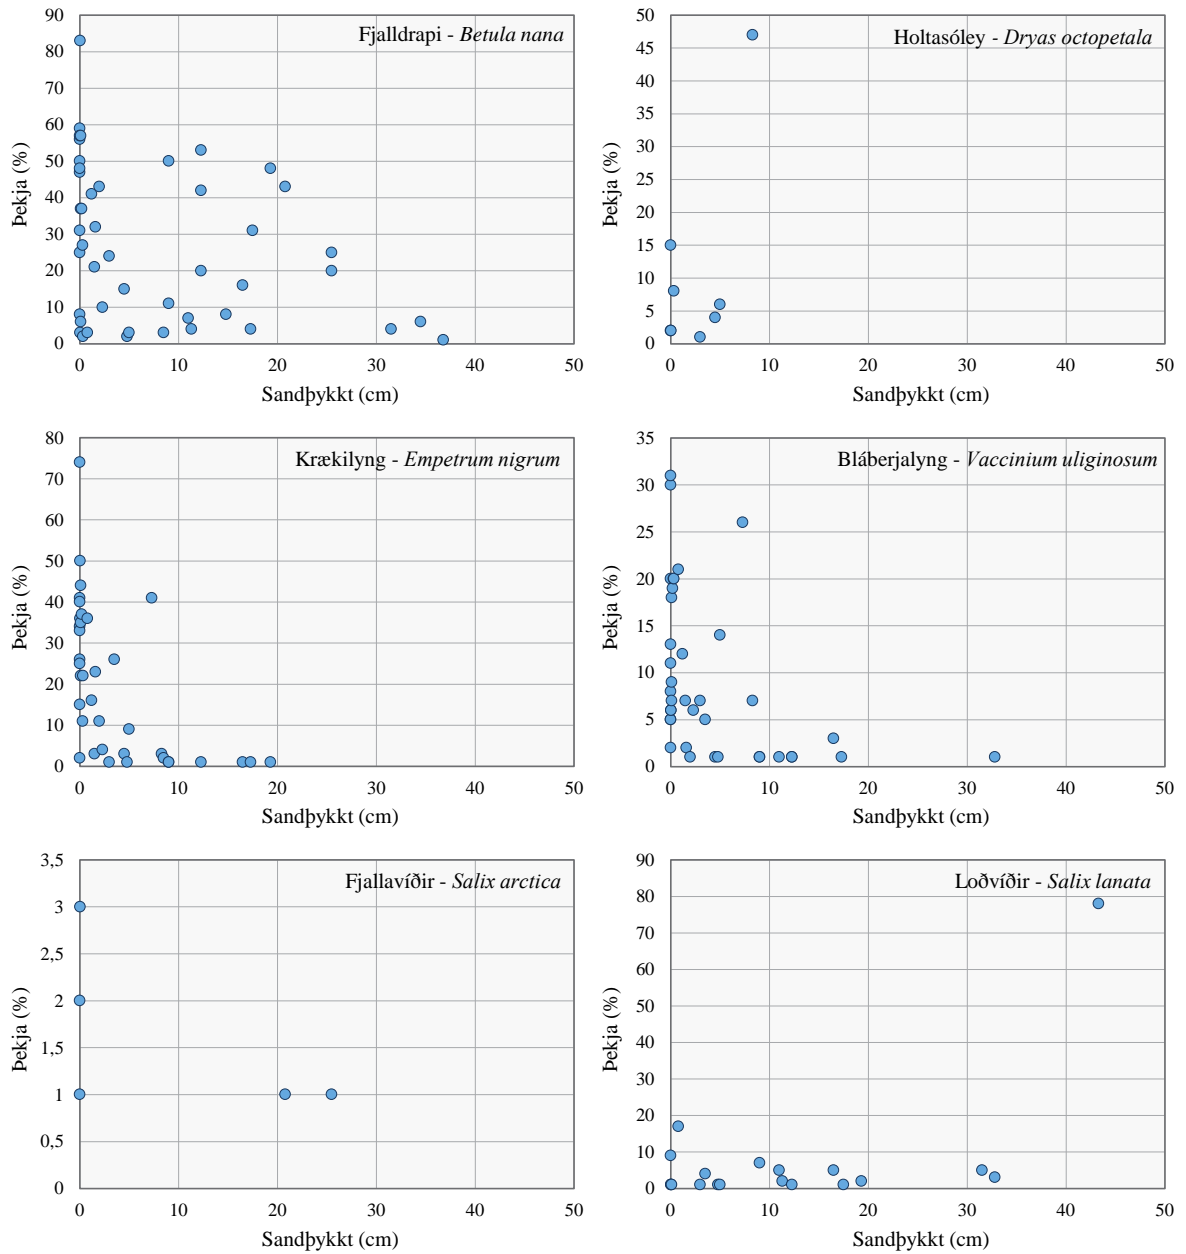 Fjalldrapi - Betula nana
Þekja (%)
90
80
70
60
50
40
30
20
10
0
0 10 20 30 40 50
Sandþykkt (cm)
Holtasóley - Dryas octopetala
Þekja (%)
50
45
40
35
30
25
20
15
10
5
0
0 10 20 30 40 50
Sandþykkt (cm)
Krækilyng - Empetrum nigrum
Þekja (%)
80
70
60
50
40
30
20
10
0
0 10 20 30 40 50
Sandþykkt (cm)
Bláberjalyng - Vaccinium uliginosum
Þekja (%)
35
30
25
20
15
10
5
0
0 10 20 30 40 50
Sandþykkt (cm)
Fjallavíðir - Salix arctica
Þekja (%)
3,5
3
2,5
2
1,5
1
0,5
0
0 10 20 30 40 50
Sandþykkt (cm)
Loðvíðir - Salix lanata
Þekja (%)
90
80
70
60
50
40
30
20
10
0
0 10 20 30 40 50
Sandþykkt (cm)